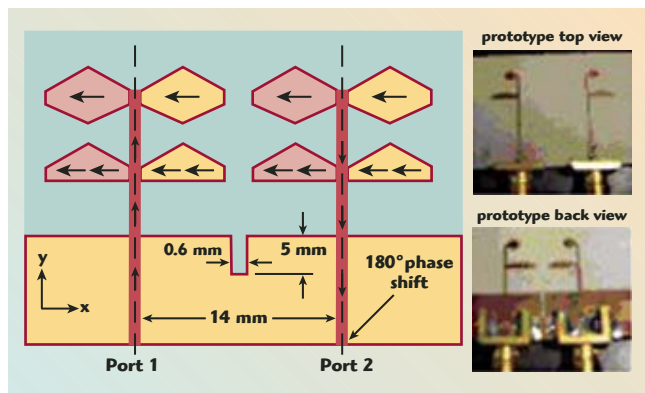 prototype top view
prototype back view
0.6 mm
5 mm
180° phase
shift
y
x
14 mm
Port 1
Port 2